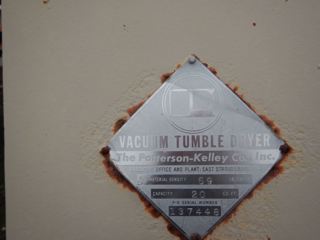 VACUUM TUMBLE DRYER
The Patterson-Kelley Co., Inc.
OFFICE AND PLANT: EAST
MATERIAL DENSITY 59
CAPACITY 20 CU. FT.
P-K SERIAL NUMBER
137448